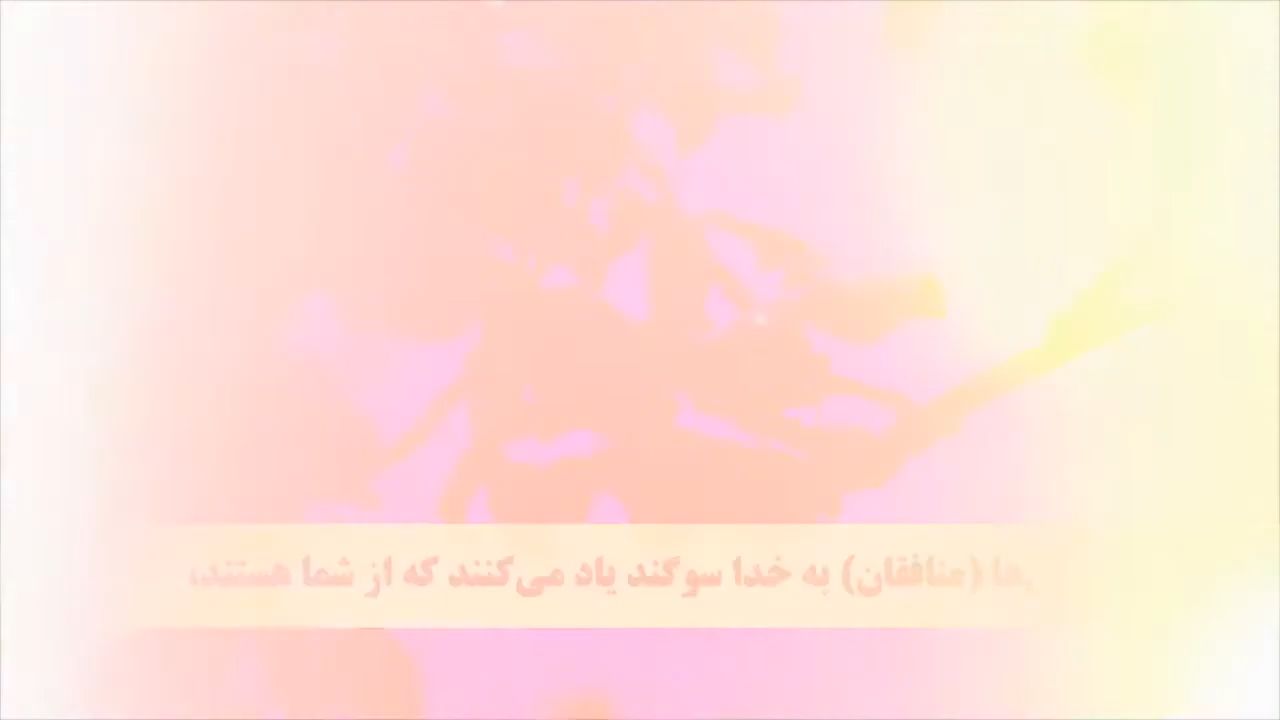 (منافقان) به خدا سوگند یاد می‌کنند که از شما هستند،